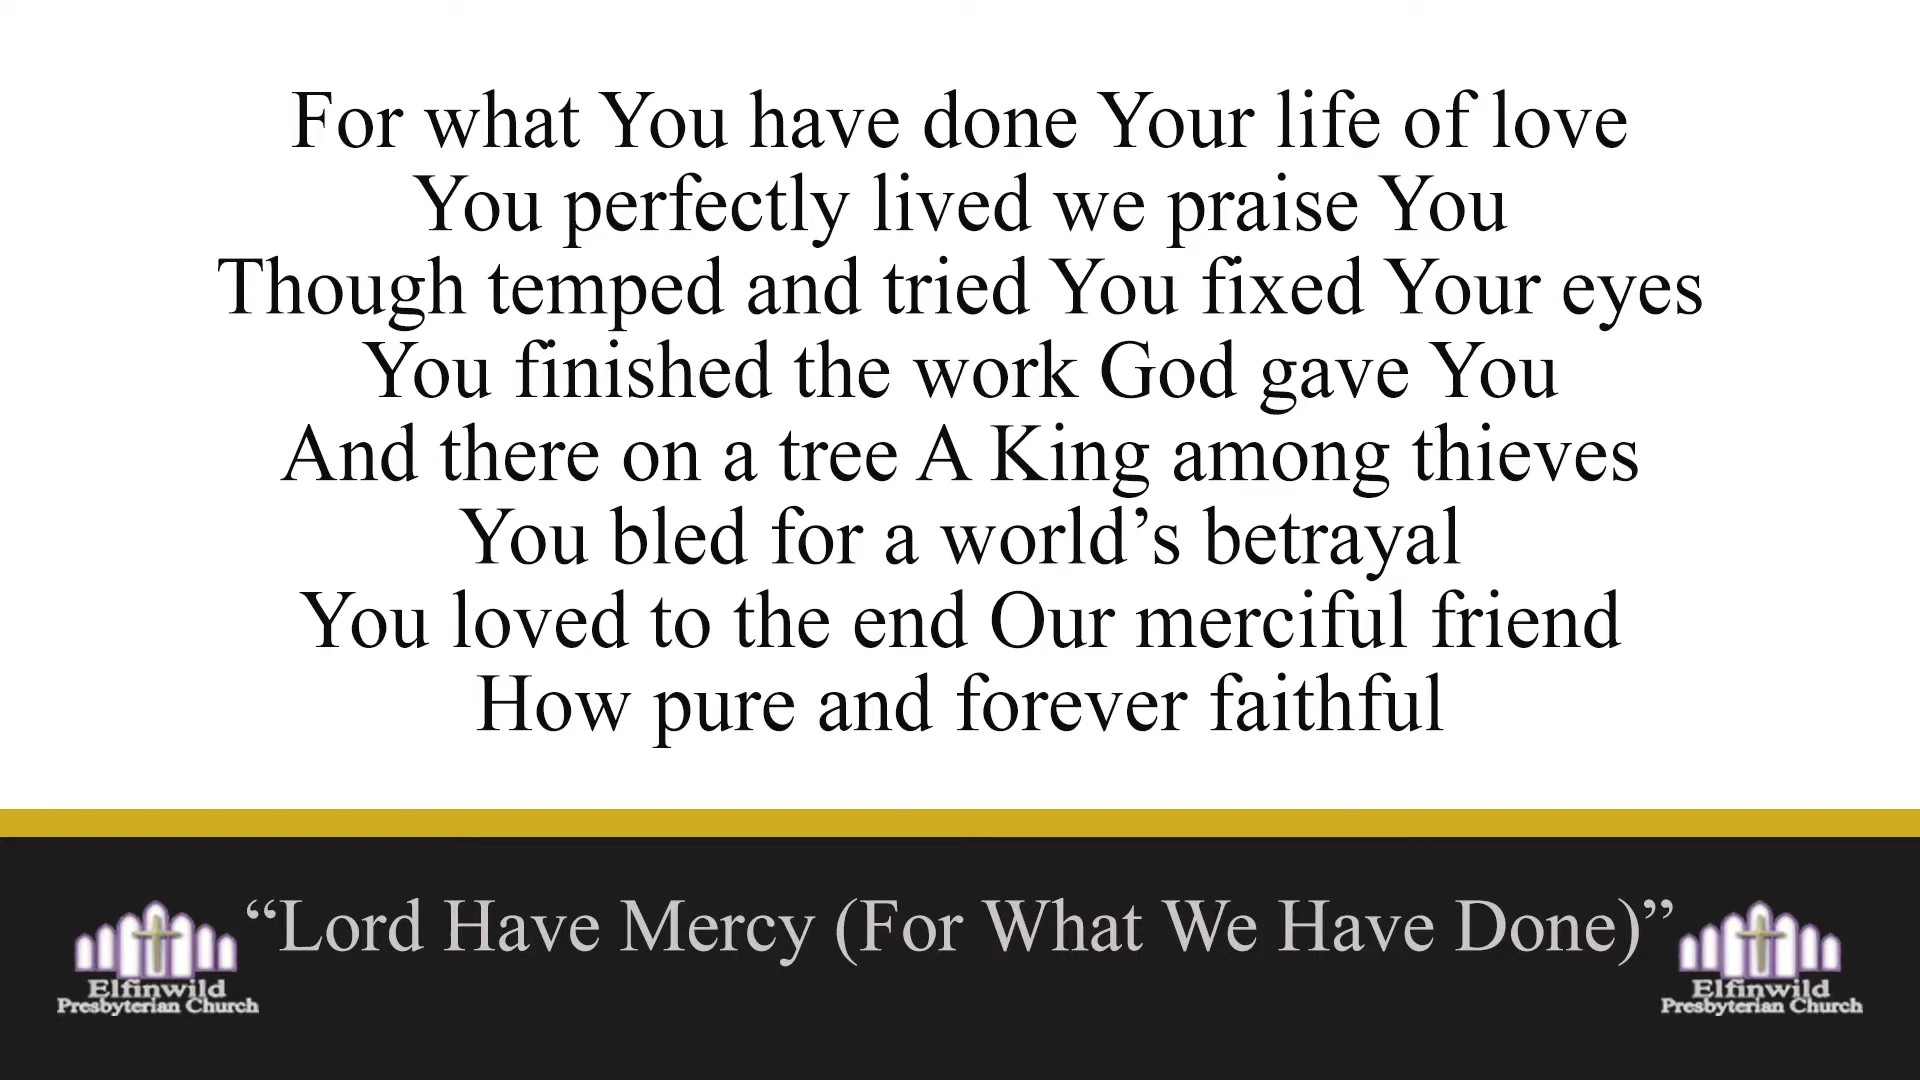 For what You have done Your life of love
You perfectly lived we praise You
Though temped and tried You fixed Your eyes
You finished the work God gave You
And there on a tree A King among thieves
You bled for a world’s betrayal
You loved to the end Our merciful friend
How pure and forever faithful
“Lord Have Mercy (For What We Have Done)”
Elfinwild
Presbyterian Church
Elfinwild
Presbyterian Church